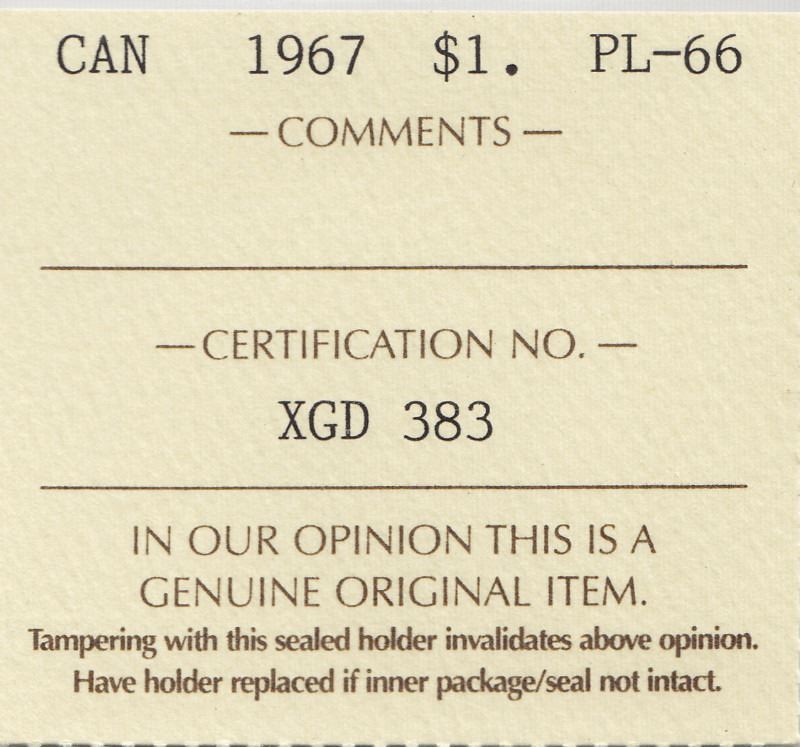 CAN 1967 $1. PL-66
— COMMENTS —
— CERTIFICATION NO. —
XGD 383
IN OUR OPINION THIS IS A
GENUINE ORIGINAL ITEM.
Tampering with this sealed holder invalidates above opinion.
Have holder replaced if inner package/seal not intact.